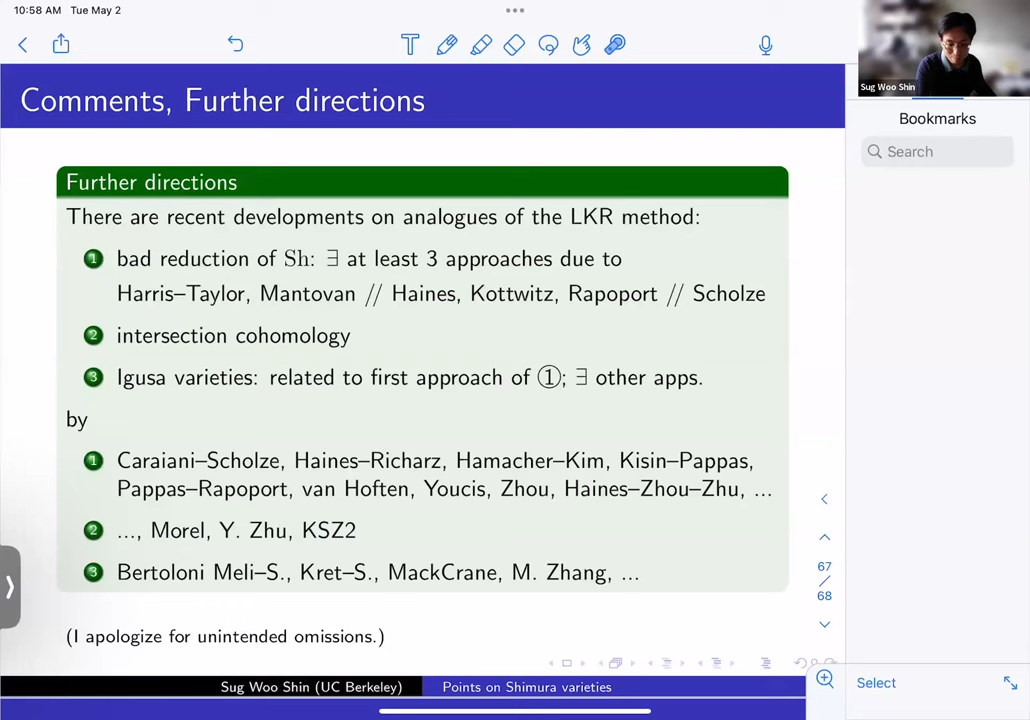 10:58 AM Tue May 2
Sug Woo Shin
Comments, Further directions
Bookmarks
Search
Further directions
There are recent developments on analogues of the LKR method:
1 bad reduction of Sh: ∃ at least 3 approaches due to
Harris–Taylor, Mantovan // Haines, Kottwitz, Rapoport // Scholze
2 intersection cohomology
3 Igusa varieties: related to first approach of ①; ∃ other apps.
by
1 Caraiani–Scholze, Haines–Richarz, Hamacher–Kim, Kisin–Pappas,
Pappas–Rapoport, van Hoften, Youcis, Zhou, Haines–Zhou–Zhu, ...
2 ..., Morel, Y. Zhu, KSZ2
3 Bertoloni Meli–S., Kret–S., MackCrane, M. Zhang, ...
67
/
68
(I apologize for unintended omissions.)
Sug Woo Shin (UC Berkeley) Points on Shimura varieties
Select